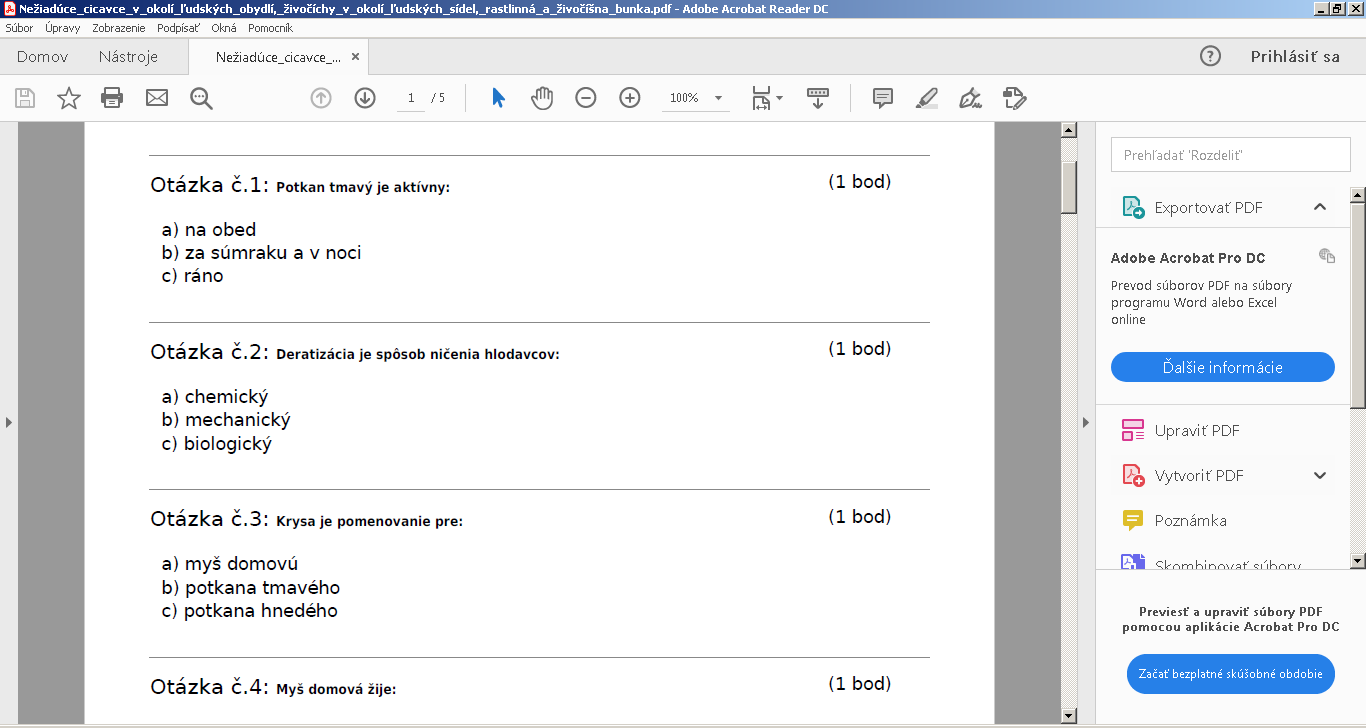 Nežiadúce_cicavce_v_okolí_ľudských_obydlí,_živočíchy_v_okolí_ľudských_sídel,_rastlinná_a_živočíšna_bunka.pdf - Adobe Acrobat Reader DC
Súbor Úpravy Zobrazenie Podpísať Okná Pomocník
Domov Nástroje Nežiadúce_cicavce_... × Prihlásiť sa
1 / 5 100%
Otázka č.1: Potkan tmavý je aktívny: (1 bod)
a) na obed
b) za súmraku a v noci
c) ráno
Otázka č.2: Deratizácia je spôsob ničenia hlodavcov: (1 bod)
a) chemický
b) mechanický
c) biologický
Otázka č.3: Krysa je pomenovanie pre: (1 bod)
a) myš domovú
b) potkana tmavého
c) potkana hnedého
Otázka č.4: Myš domová žije: (1 bod)
Prehľadať 'Rozdeliť'
Exportovať PDF
Adobe Acrobat Pro DC
Prevod súborov PDF na súbory
programu Word alebo Excel
online
Ďalšie informácie
Upraviť PDF
Vytvoriť PDF
Poznámka
Skombinovať súbory
Previesť a upraviť súbory PDF
pomocou aplikácie Acrobat Pro DC
Začať bezplatné skúšobné obdobie